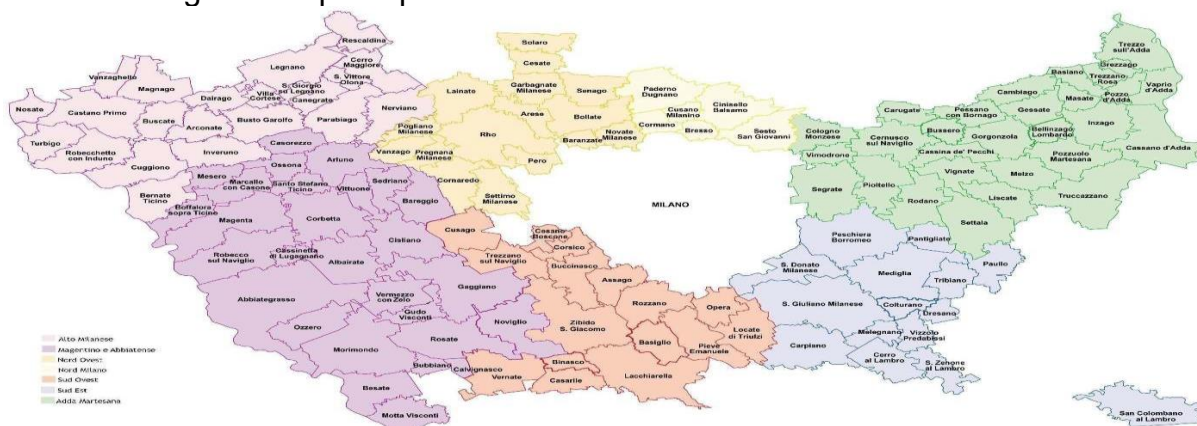 Rescaldina
Legnano
Cerro
Maggiore
S. Vittore
Olona
S. Giorgio
su Legnano
Villa
Cortese
Canegrate
Vanzaghello
Magnago
Dairago
Nosate
Castano Primo
Buscate
Arconate
Busto Garolfo
Parabiago
Nerviano
Turbigo
Robecchetto
con Induno
Inveruno
Cuggiono
Bernate
Ticino
Casorezzo
Ossona
Arluno
Mesero
Marcallo
con Casone
Santo Stefano
Ticino
Vittuone
Sedriano
Bareggio
Boffalora
sopra Ticino
Magenta
Corbetta
Robecco
sul Naviglio
Cassinetta
di Lugagnano
Albairate
Cisliano
Abbiategrasso
Vermezzo
con Zelo
Gaggiano
Gudo
Visconti
Ozzero
Rosate
Noviglio
Morimondo
Bubbiano
Calvignasco
Besate
Motta Visconti
Solaro
Cesate
Garbagnate
Milanese
Senago
Lainate
Arese
Bollate
Pogliano
Milanese
Rho
Novate
Milanese
Baranzate
Vanzago
Pregnana
Milanese
Pero
Cornaredo
Settimo
Milanese
Paderno
Dugnano
Cusano
Milanino
Cinisello
Balsamo
Cormano
Bresso
Sesto
San Giovanni
MILANO
Cusago
Cesano
Boscone
Corsico
Trezzano
sul Naviglio
Buccinasco
Assago
Rozzano
Opera
Zibido
S. Giacomo
Locate
di Triulzi
Basiglio
Pieve
Emanuele
Binasco
Vernate
Casarile
Lacchiarella
Trezzo
sull'Adda
Grezzago
Basiano
Trezzano
Rosa
Vaprio
d'Adda
Pozzo
d'Adda
Cambiago
Masate
Gessate
Pessano
con Bornago
Carugate
Inzago
Bussero
Bellinzago
Lombardo
Gorgonzola
Cologno
Monzese
Cernusco
sul Naviglio
Cassina de' Pecchi
Cassano d'Adda
Vimodrone
Pozzuolo
Martesana
Vignate
Melzo
Segrate
Pioltello
Rodano
Liscate
Truccazzano
Settala
Peschiera
Borromeo
Pantigliate
Paullo
S. Donato
Milanese
Mediglia
Tribiano
S. Giuliano Milanese
Colturano
Dresano
Melegnano
Vizzolo
Predabissi
Carpiano
Cerro
al Lambro
S. Zenone
al Lambro
San Colombano
al Lambro
Alto Milanese
Magentino e Abbiatense
Nord Ovest
Nord Milano
Sud Ovest
Sud Est
Adda Martesana